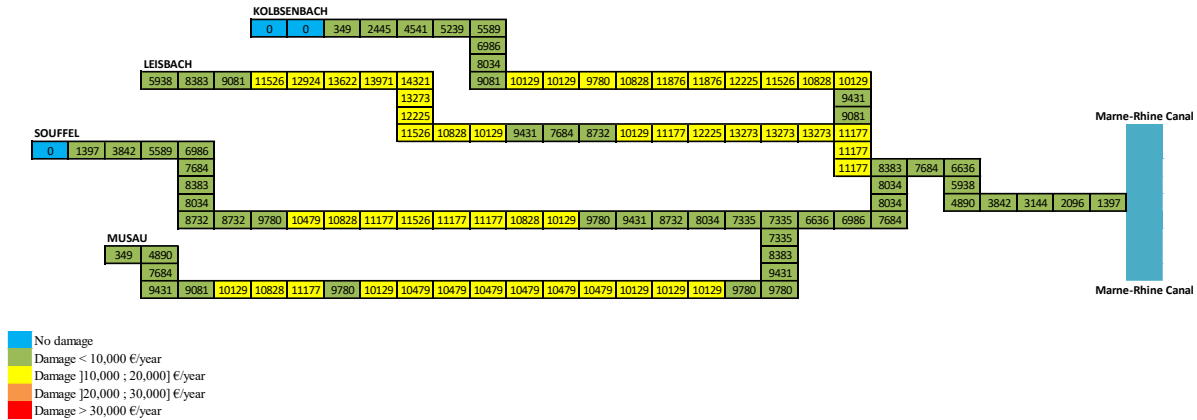 KOLBSENBACH
0 0 349 2445 4541 5239 5589
6986
LEISBACH
8034
5938 8383 9081 11526 12924 13622 13971 14321 9081 10129 10129 9780 10828 11876 11876 12225 11526 10828 10129
13273 9431
12225 9081
Marne-Rhine Canal
SOUFFEL
11526 10828 10129 9431 7684 8732 10129 11177 12225 13273 13273 13273 11177
0 1397 3842 5589 6986 11177
7684 11177 8383 7684 6636
8383 8034 5938
8034 8034 4890 3842 3144 2096 1397
8732 8732 9780 10479 10828 11177 11526 11177 11177 10828 10129 9780 9431 8732 8034 7335 7335 6636 6986 7684
MUSAU
7335
349 4890 8383
7684 9431
9431 9081 10129 10828 11177 9780 10129 10479 10479 10479 10479 10479 10479 10129 10129 10129 9780 9780
Marne-Rhine Canal
No damage
Damage < 10,000 €/year
Damage ]10,000 ; 20,000] €/year
Damage ]20,000 ; 30,000] €/year
Damage > 30,000 €/year